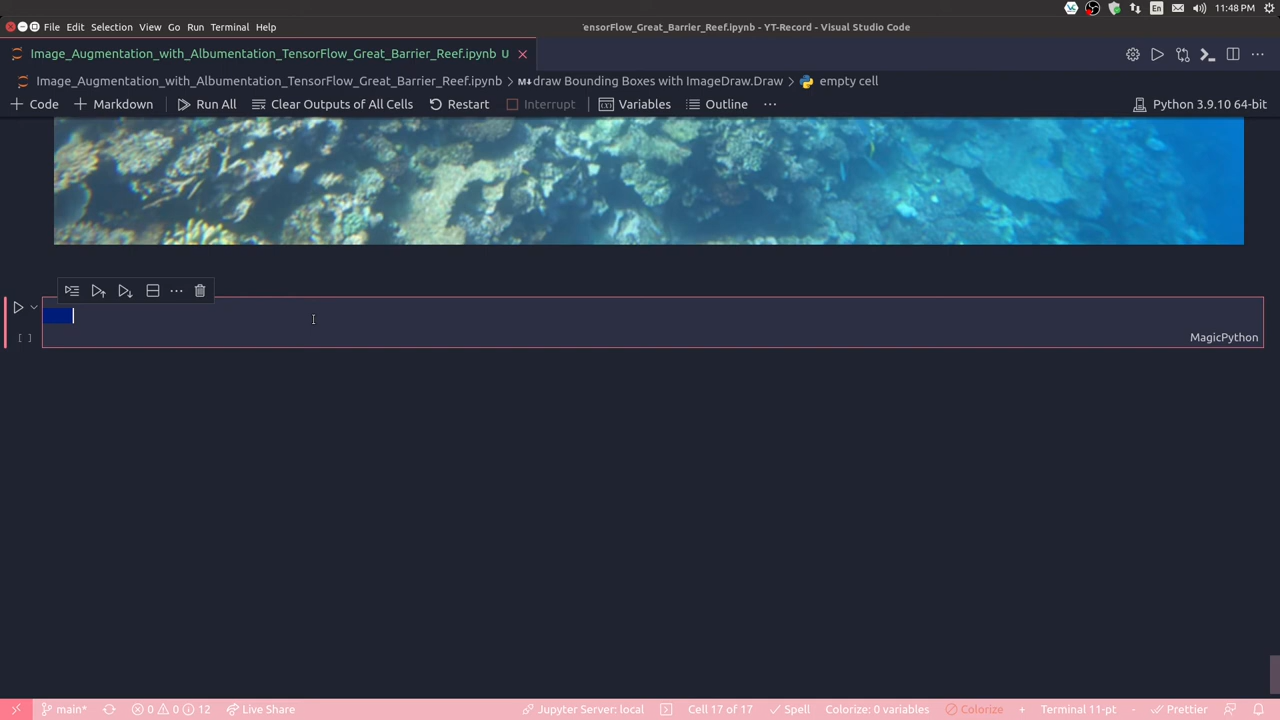 En
11:48 PM
File Edit Selection View Go Run Terminal Help
TensorFlow_Great_Barrier_Reef.ipynb - YT-Record - Visual Studio Code
Image_Augmentation_with_Albumentation_TensorFlow_Great_Barrier_Reef.ipynb U
Image_Augmentation_with_Albumentation_TensorFlow_Great_Barrier_Reef.ipynb > M↓draw Bounding Boxes with ImageDraw.Draw > empty cell
+ Code + Markdown Run All Clear Outputs of All Cells Restart Interrupt Variables Outline ··· Python 3.9.10 64-bit
[ ]
MagicPython
main* 0 0 12 Live Share Jupyter Server: local Cell 17 of 17 Spell Colorize: 0 variables Colorize + Terminal 11-pt - Prettier